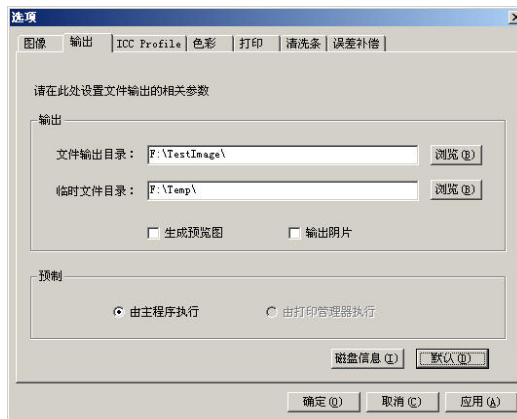 选项
图像 输出 ICC Profile 色彩 打印 清洗条 误差补偿
请在此处设置文件输出的相关参数
输出
文件输出目录： F:\TestImage\ 浏览(B)
临时文件目录： F:\Temp\ 浏览(B)
生成预览图 输出阴片
预制
由主程序执行 由打印管理器执行
磁盘信息(I) 默认(D)
确定(O) 取消(C) 应用(A)